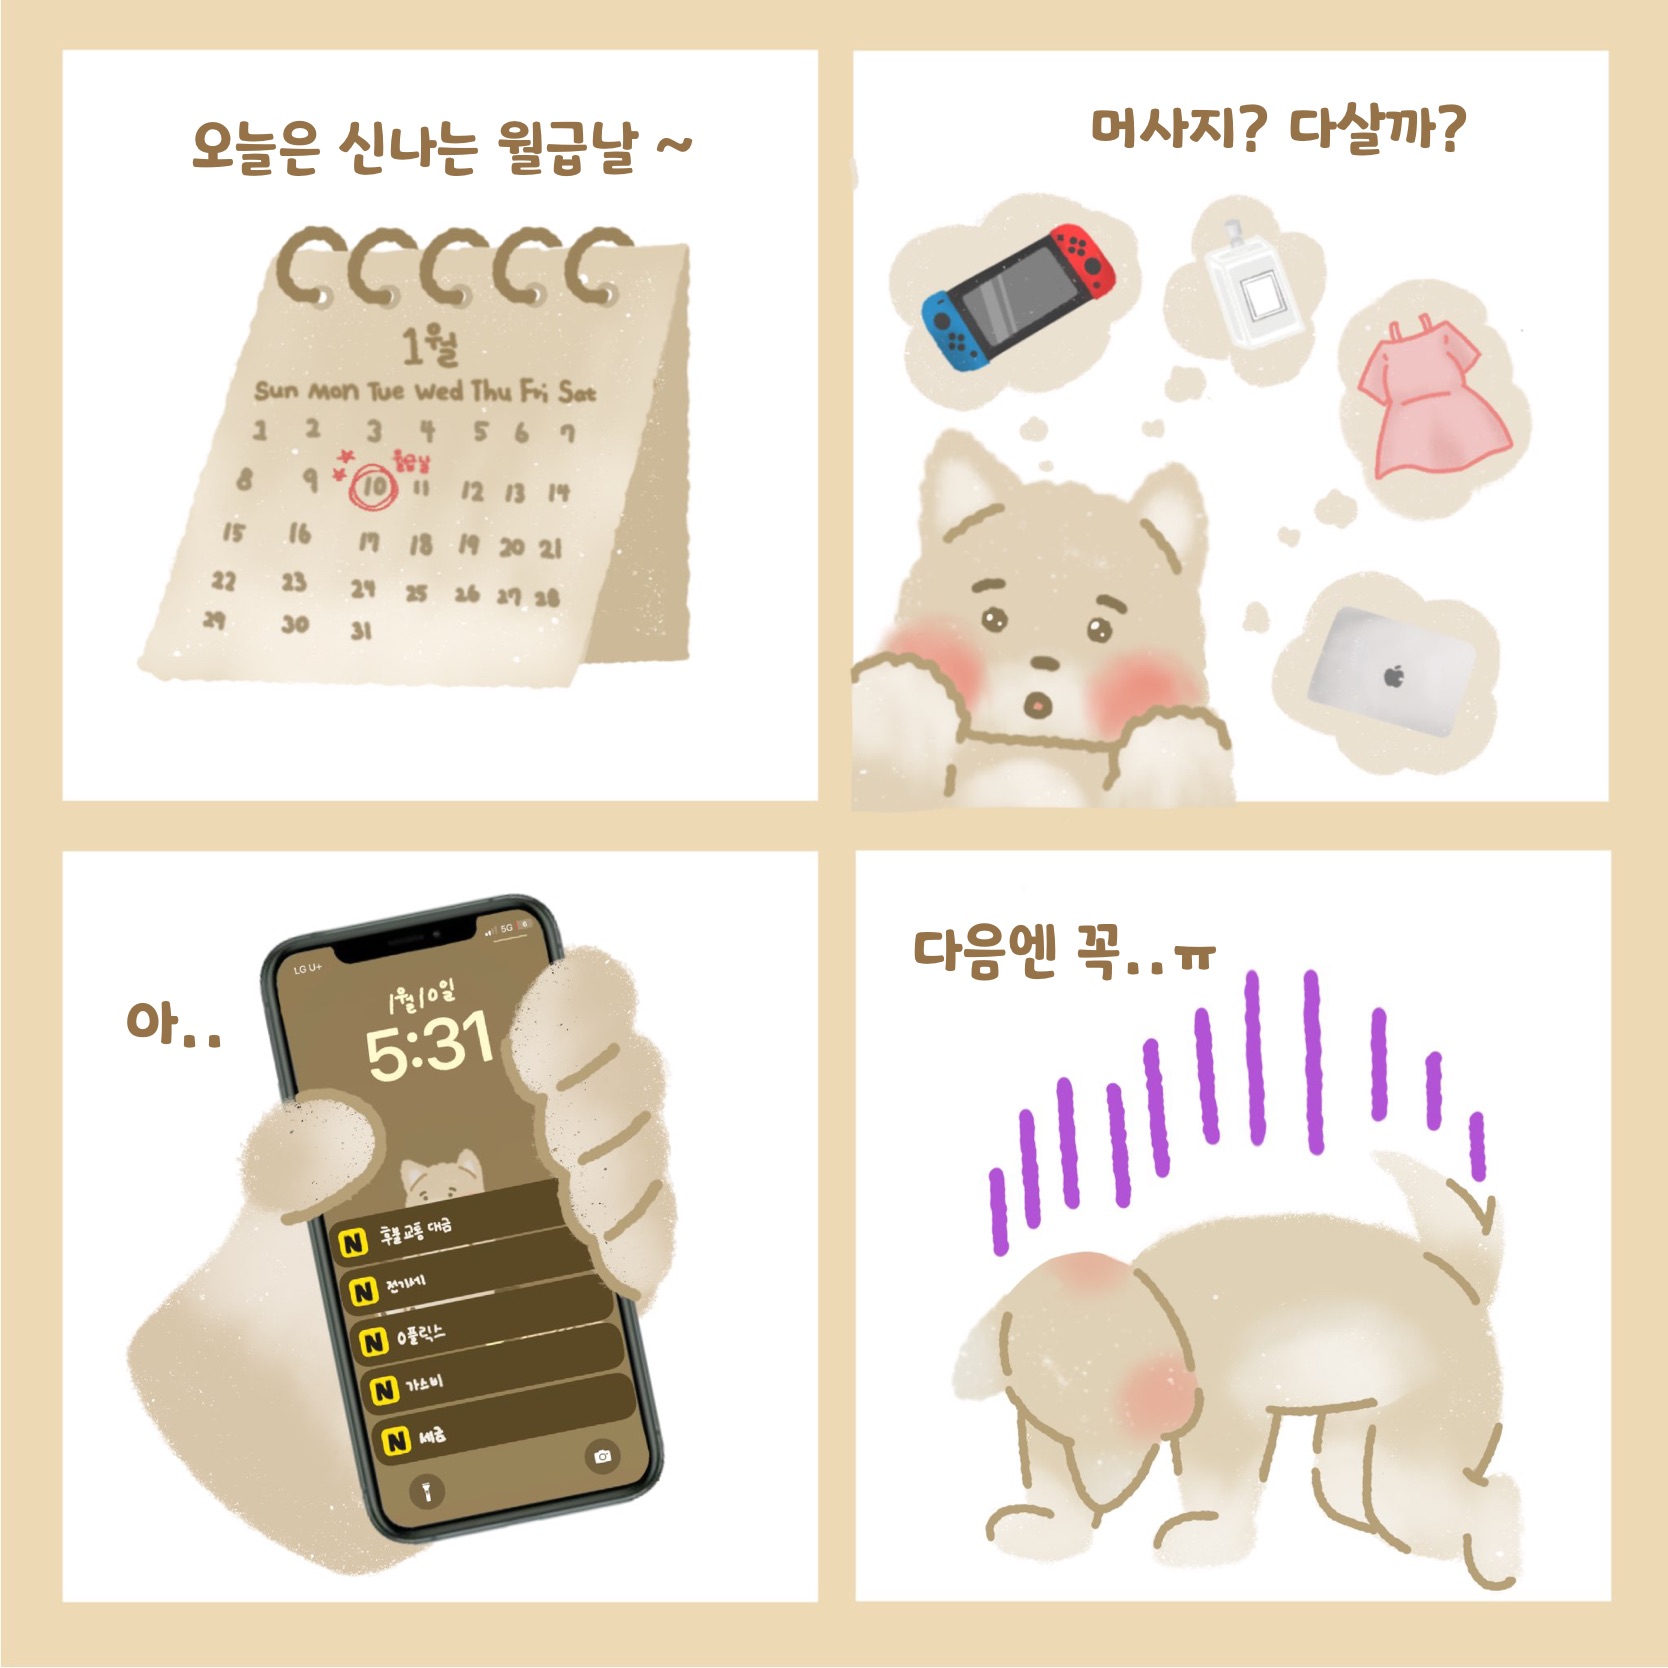 오늘은 신나는 월급날 ~
1월
Sun Mon Tue Wed Thu Fri Sat
1 2 3 4 5 6 7
월급날
8 9 10 11 12 13 14
15 16 17 18 19 20 21
22 23 24 25 26 27 28
29 30 31
머사지? 다살까?
아..
LG U+ 5G
1월10일
5:31
N 후불교통 대금
N 전기세
N O플릭스
N 가스비
N 세금
다음엔 꼭..ㅠ